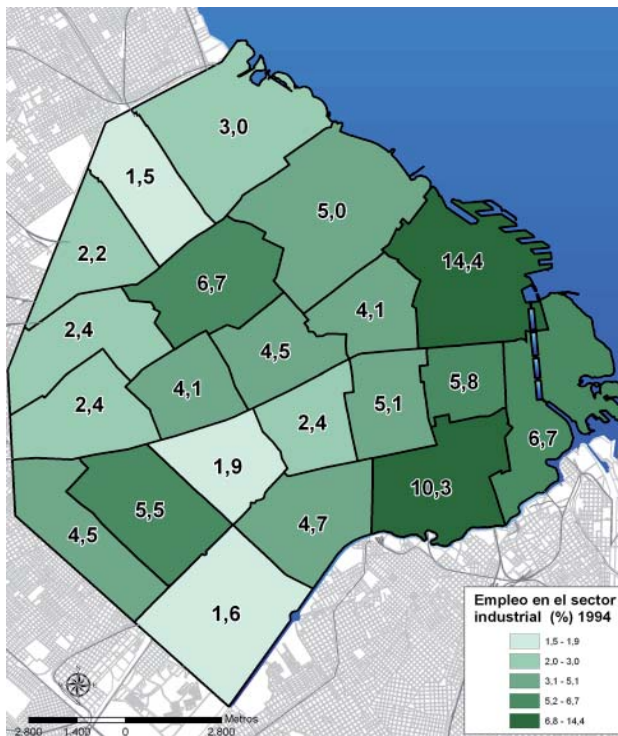 3,0
1,5
5,0
2,2
14,4
6,7
4,1
2,4
4,5
4,1
5,8
2,4
5,1
2,4
6,7
1,9
10,3
5,5
4,7
4,5
1,6
Empleo en el sector
industrial (%) 1994
1,5 - 1,9
2,0 - 3,0
3,1 - 5,1
5,2 - 6,7
6,8 - 14,4
Metros
2.800 1.400 0 2.800